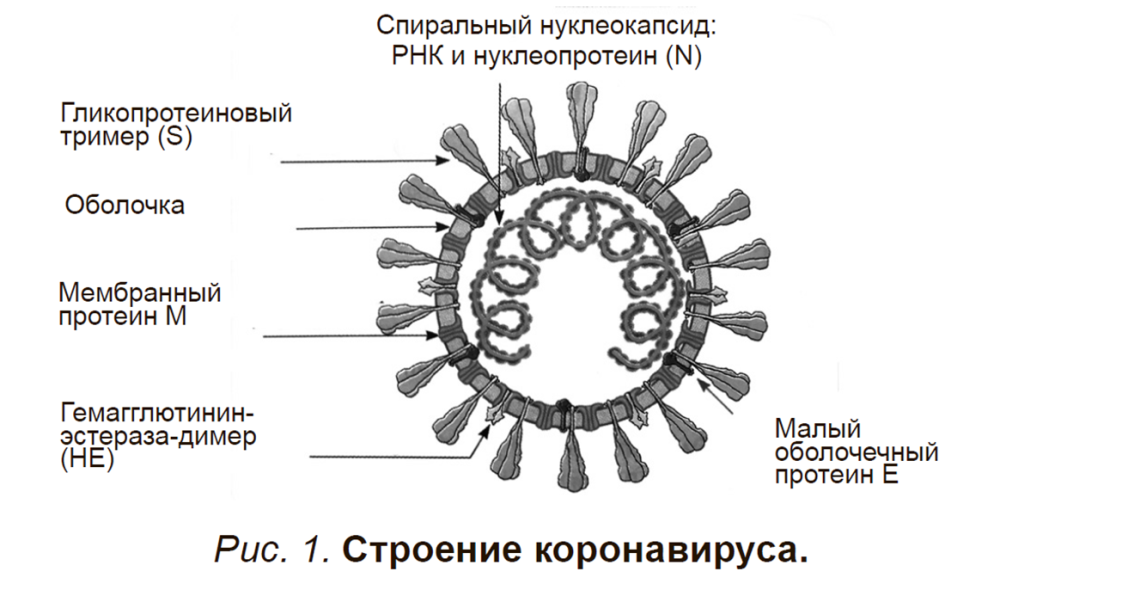 Спиральный нуклеокапсид:
РНК и нуклеопротеин (N)
Гликопротеиновый
тример (S)
Оболочка
Мембранный
протеин М
Гемагглютинин-
эстераза-димер
(НЕ)
Малый
оболочечный
протеин Е
Рис. 1. Строение коронавируса.